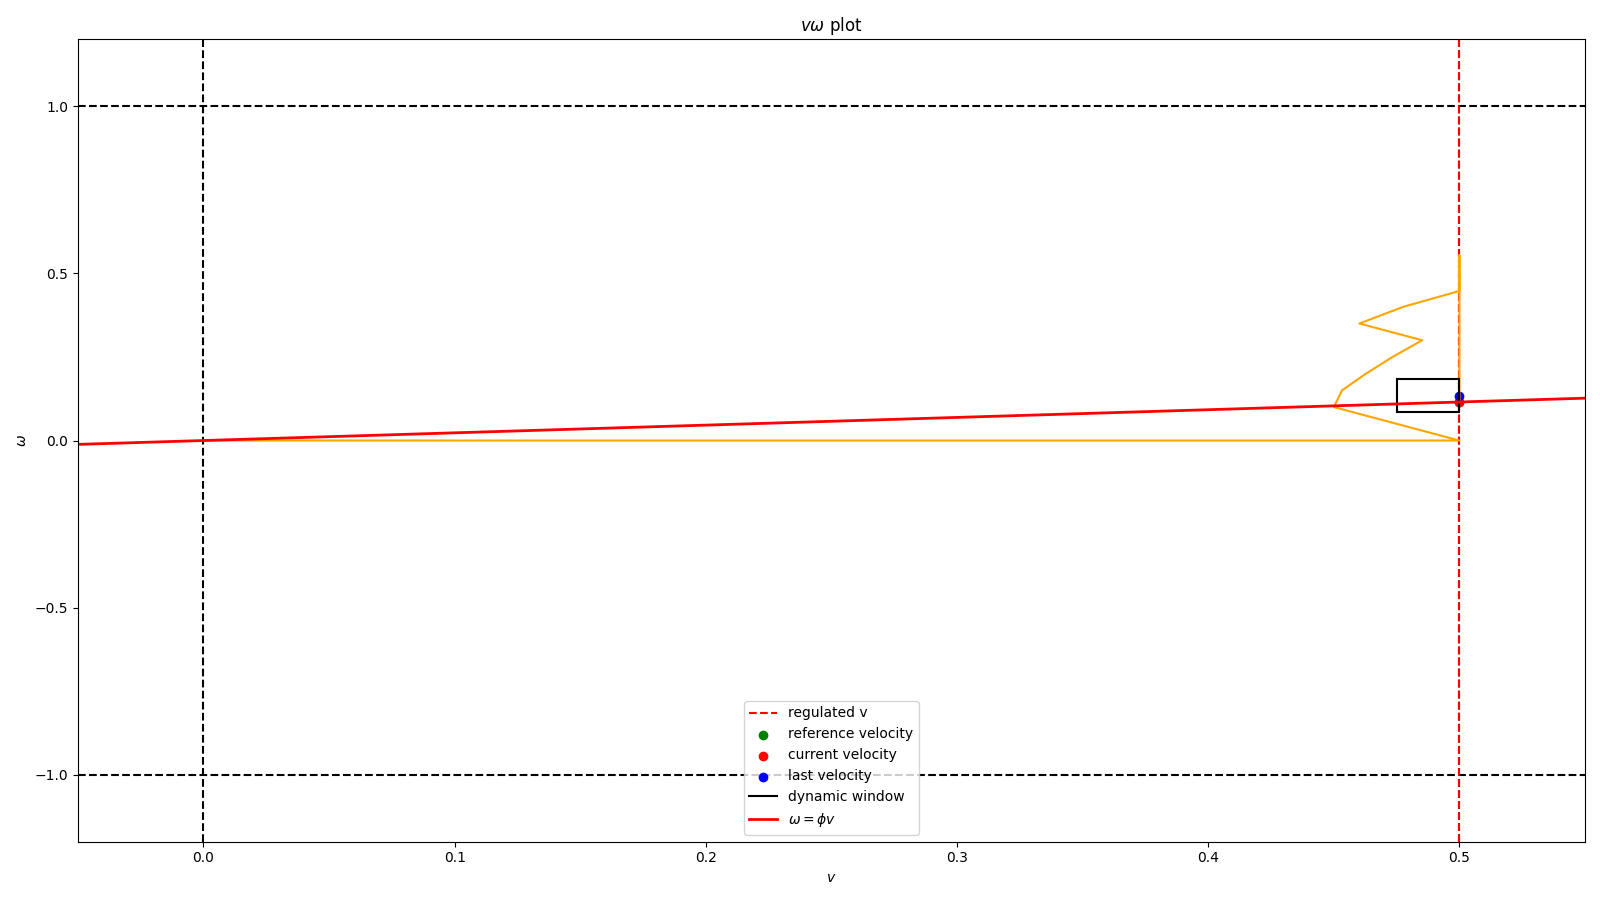 vω plot
1.0
0.5
0.0
−0.5
−1.0
ω
regulated v
reference velocity
current velocity
last velocity
dynamic window
ω = ϕv
0.0 0.1 0.2 0.3 0.4 0.5
v